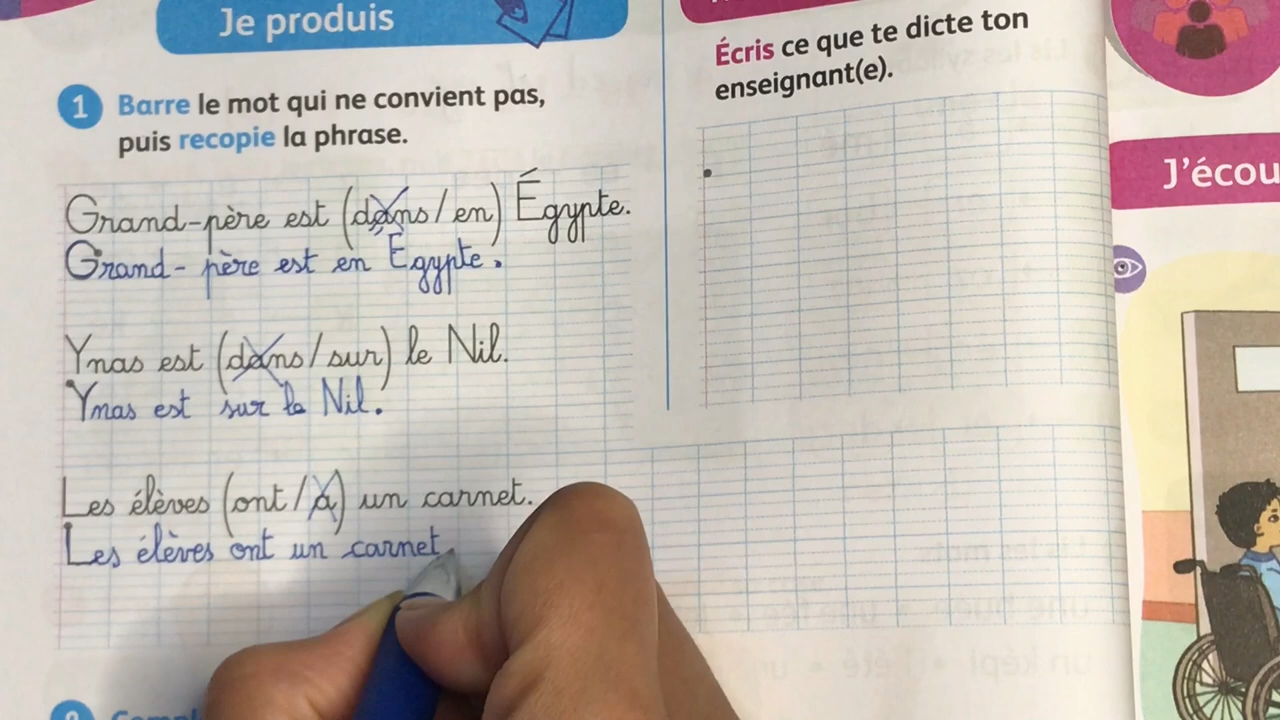 Je produis
1 Barre le mot qui ne convient pas,
puis recopie la phrase.
Grand-père est (dans/en) Égypte.
Grand-père est en Égypte.
Ynas est (dans/sur) le Nil.
Ynas est sur le Nil.
Les élèves (ont/a) un carnet.
Les élèves ont un carnet.
Écris ce que te dicte ton
enseignant(e).
J'écou